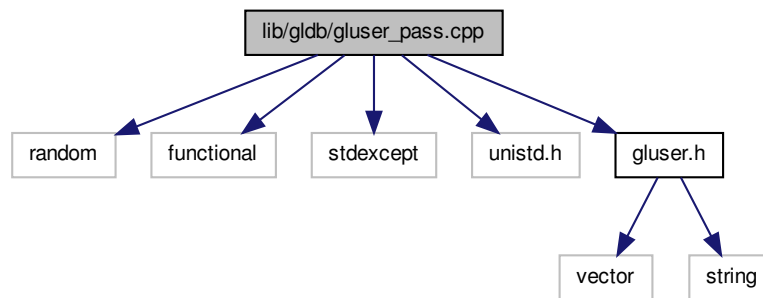 lib/gldb/gluser_pass.cpp
random
functional
stdexcept
unistd.h
gluser.h
vector
string